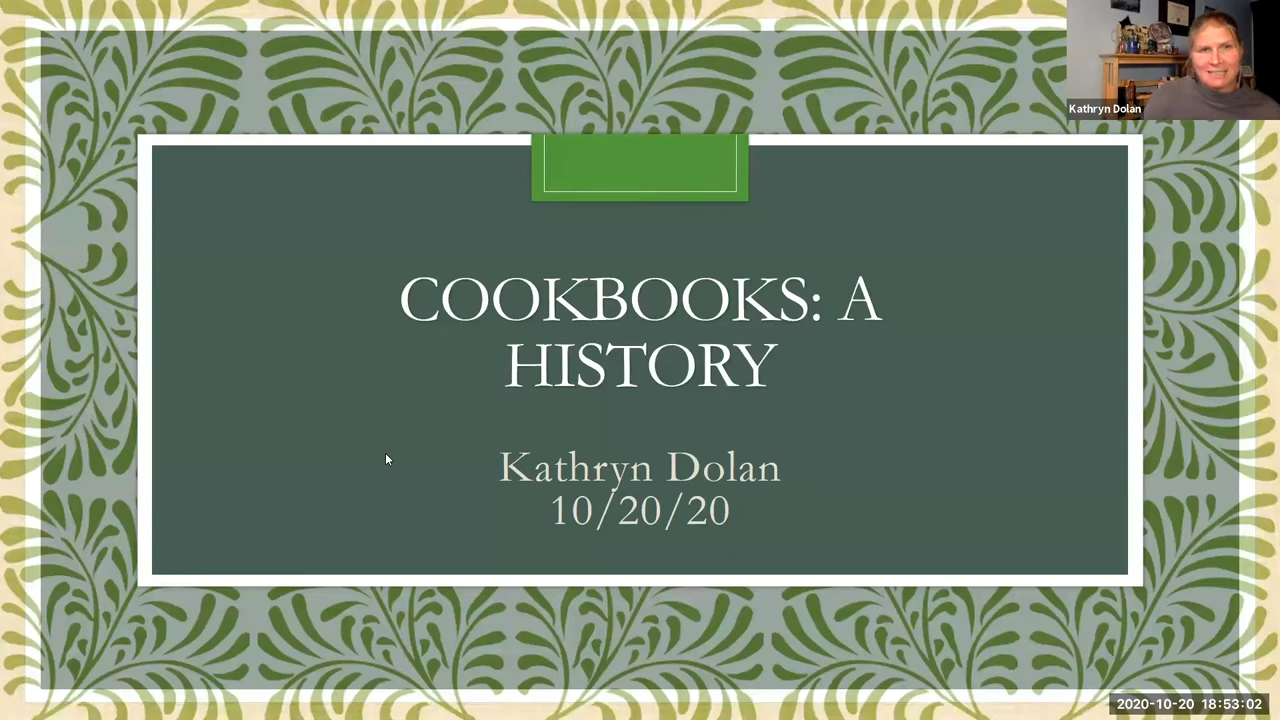 Kathryn Dolan
COOKBOOKS: A
HISTORY
Kathryn Dolan
10/20/20
2020-10-20 18:53:02